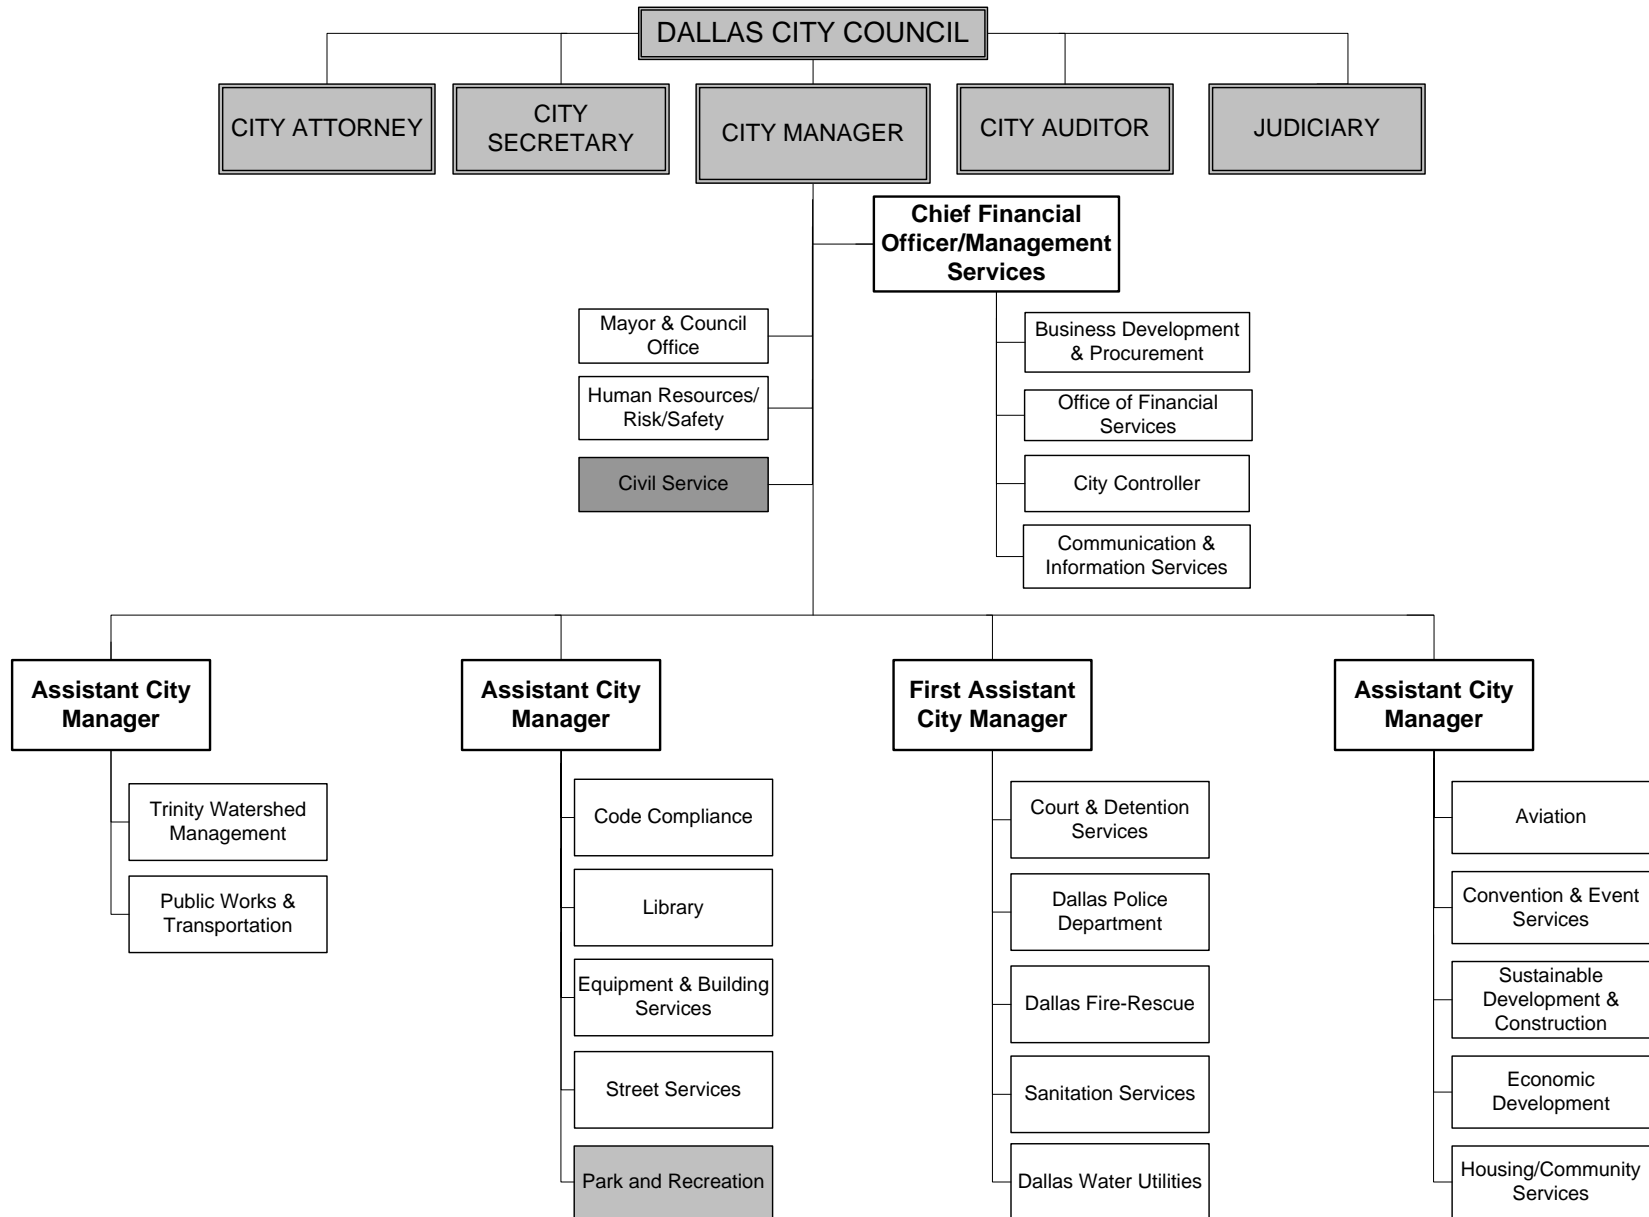 DALLAS CITY COUNCIL
CITY ATTORNEY
CITY
SECRETARY
CITY MANAGER
CITY AUDITOR
JUDICIARY
Chief Financial
Officer/Management
Services
Mayor & Council
Office
Human Resources/
Risk/Safety
Civil Service
Business Development
& Procurement
Office of Financial
Services
City Controller
Communication &
Information Services
Assistant City
Manager
Trinity Watershed
Management
Public Works &
Transportation
Assistant City
Manager
Code Compliance
Library
Equipment & Building
Services
Street Services
Park and Recreation
First Assistant
City Manager
Court & Detention
Services
Dallas Police
Department
Dallas Fire-Rescue
Sanitation Services
Dallas Water Utilities
Assistant City
Manager
Aviation
Convention & Event
Services
Sustainable
Development &
Construction
Economic
Development
Housing/Community
Services